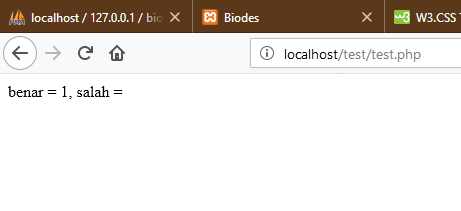 localhost / 127.0.0.1 / bio
Biodes
W3.CSS T
localhost/test/test.php
benar = 1, salah =